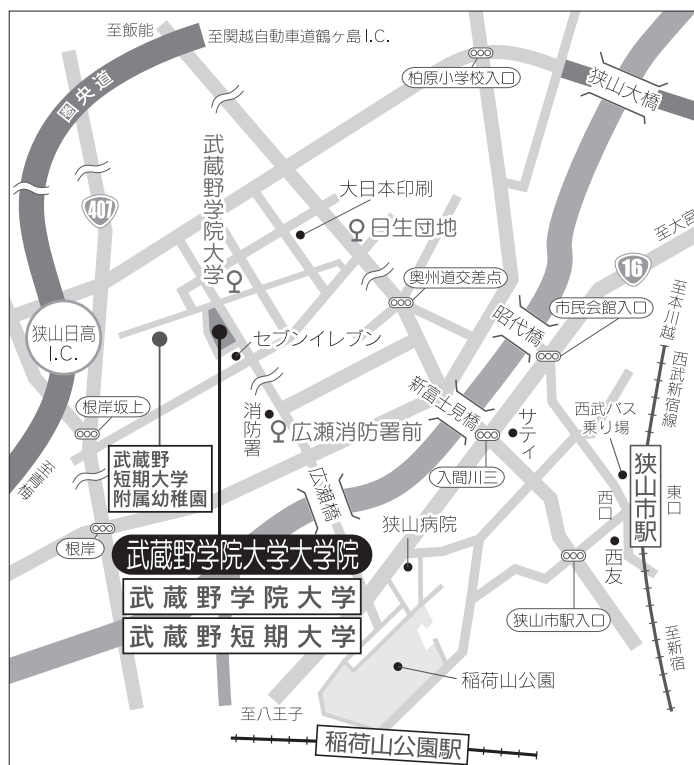 至飯能
至関越自動車道鶴ヶ島I.C.
圏央道
柏原小学校入口
狭山大橋
407
武蔵野学院大学
大日本印刷
日生団地
至大宮
16
奥州道交差点
昭代橋
市民会館入口
至本川越
西武新宿線
狭山日高
I.C.
セブンイレブン
新富士見橋
サティ
西武バス
乗り場
根岸坂上
消防署
広瀬消防署前
入間川三
狭山市駅
東口
西口
西友
至青梅
武蔵野
短期大学
附属幼稚園
広瀬橋
狭山病院
根岸
武蔵野学院大学大学院
武蔵野学院大学
武蔵野短期大学
狭山市駅入口
至新宿
稲荷山公園
至八王子
稲荷山公園駅